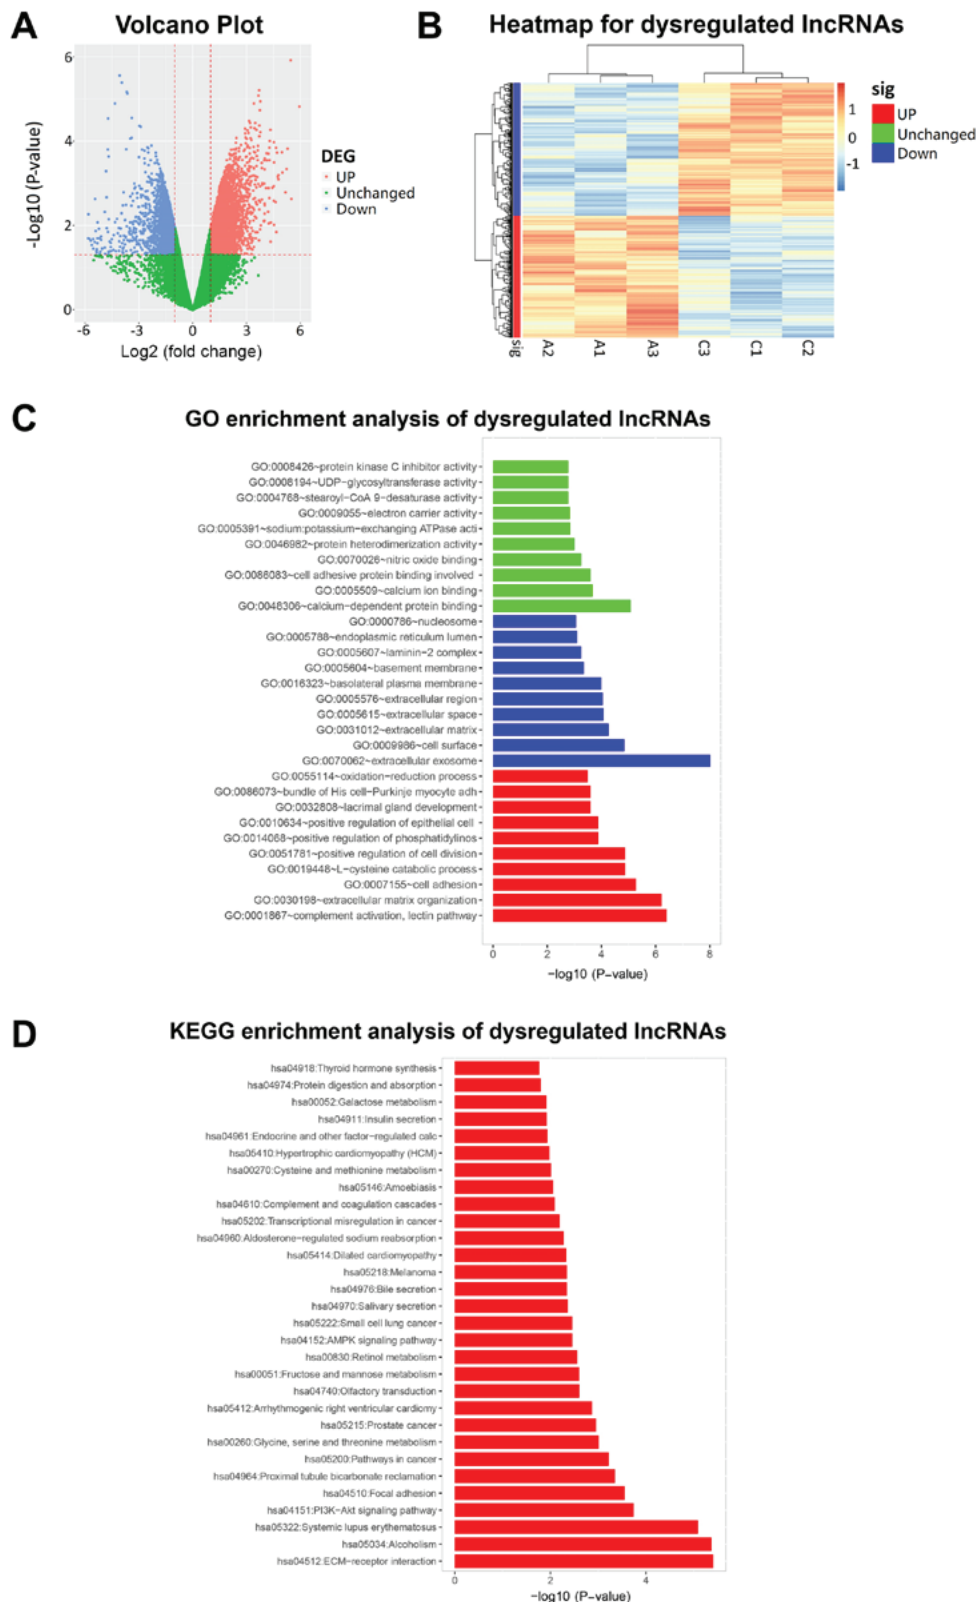 A
Volcano Plot
6
4
2
0
-6
-3
0
3
6
-Log10 (P-value)
Log2 (fold change)
DEG
UP
Unchanged
Down
B
Heatmap for dysregulated lncRNAs
1
0
-1
sig
UP
Unchanged
Down
sig
A2
A1
A3
C3
C1
C2
C
GO enrichment analysis of dysregulated lncRNAs
GO:0008426~protein kinase C inhibitor activity
GO:0008194~UDP-glycosyltransferase activity
GO:0004768~stearoyl-CoA 9-desaturase activity
GO:0009055~electron carrier activity
GO:0005391~sodium:potassium-exchanging ATPase acti
GO:0046982~protein heterodimerization activity
GO:0070026~nitric oxide binding
GO:0086083~cell adhesive protein binding involved
GO:0005509~calcium ion binding
GO:0048306~calcium-dependent protein binding
GO:0000786~nucleosome
GO:0005788~endoplasmic reticulum lumen
GO:0005607~laminin-2 complex
GO:0005604~basement membrane
GO:0016323~basolateral plasma membrane
GO:0005576~extracellular region
GO:0005615~extracellular space
GO:0031012~extracellular matrix
GO:0009986~cell surface
GO:0070062~extracellular exosome
GO:0055114~oxidation-reduction process
GO:0086073~bundle of His cell-Purkinje myocyte adh
GO:0032808~lacrimal gland development
GO:0010634~positive regulation of epithelial cell
GO:0014068~positive regulation of phosphatidylinos
GO:0051781~positive regulation of cell division
GO:0019448~L-cysteine catabolic process
GO:0007155~cell adhesion
GO:0030198~extracellular matrix organization
GO:0001867~complement activation, lectin pathway
0
2
4
6
8
-log10 (P-value)
D
KEGG enrichment analysis of dysregulated lncRNAs
hsa04918:Thyroid hormone synthesis
hsa04974:Protein digestion and absorption
hsa00052:Galactose metabolism
hsa04911:Insulin secretion
hsa04961:Endocrine and other factor-regulated calc
hsa05410:Hypertrophic cardiomyopathy (HCM)
hsa00270:Cysteine and methionine metabolism
hsa05146:Amoebiasis
hsa04610:Complement and coagulation cascades
hsa05202:Transcriptional misregulation in cancer
hsa04960:Aldosterone-regulated sodium reabsorption
hsa05414:Dilated cardiomyopathy
hsa05218:Melanoma
hsa04976:Bile secretion
hsa04970:Salivary secretion
hsa05222:Small cell lung cancer
hsa04152:AMPK signaling pathway
hsa00830:Retinol metabolism
hsa00051:Fructose and mannose metabolism
hsa04740:Olfactory transduction
hsa05412:Arrhythmogenic right ventricular cardiomy
hsa05215:Prostate cancer
hsa00260:Glycine, serine and threonine metabolism
hsa05200:Pathways in cancer
hsa04964:Proximal tubule bicarbonate reclamation
hsa04510:Focal adhesion
hsa04151:PI3K-Akt signaling pathway
hsa05322:Systemic lupus erythematosus
hsa05034:Alcoholism
hsa04512:ECM-receptor interaction
0
2
4
-log10 (P-value)